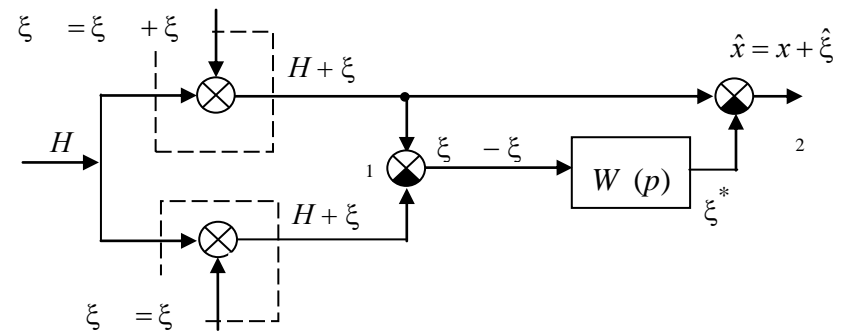 ξ = ξ + ξ
H + ξ
x̂ = x + ξ̂
H
1
ξ − ξ
W (p)
2
ξ*
H + ξ
ξ = ξ